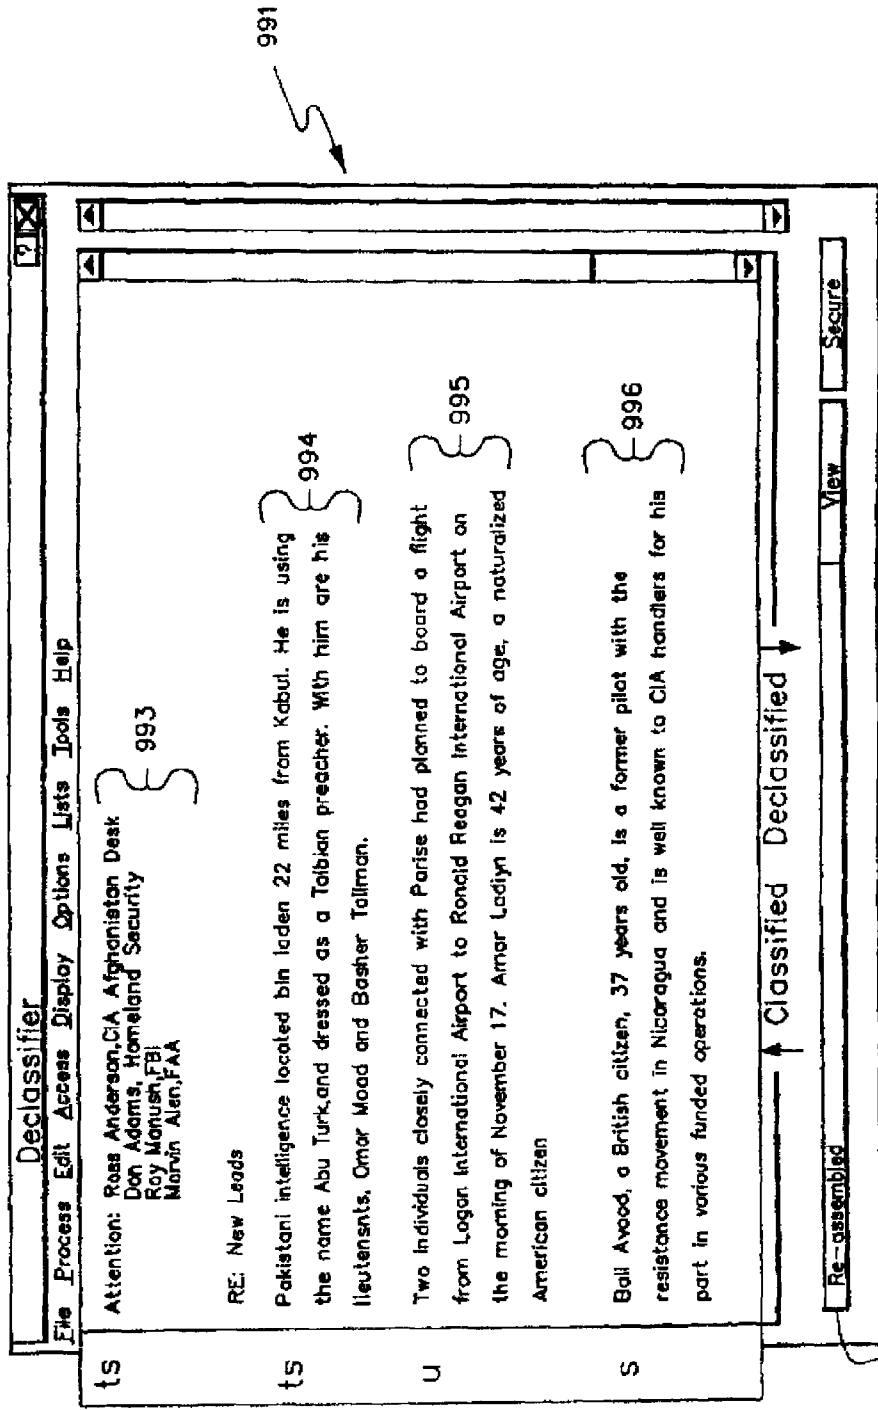 991
Declassifier
? X
File Process Edit Access Display Options Lists Tools Help
ts Attention: Ross Anderson,CIA Afghanistan Desk
Don Adams, Homeland Security
Roy Manush,FBI
Marvin Alen,FAA
993
RE: New Leads
ts Pakistani intelligence located bin laden 22 miles from Kabul. He is using
the name Abu Turk,and dressed as a Talbian preacher. With him are his
lieutensnts, Omar Moad and Basher Tallman.
994
u Two individuals closely connected with Parise had planned to board a flight
from Logan International Airport to Ronald Reagan International Airport on
the morning of November 17. Amar Ladiyn is 42 years of age, a naturalized
American citizen
995
s Ball Avood, a British citizen, 37 years old, is a former pilot with the
resistance movement in Nicaragua and is well known to CIA handlers for his
part in various funded operations.
996
Classified Declassified
Re-assembled View Secure